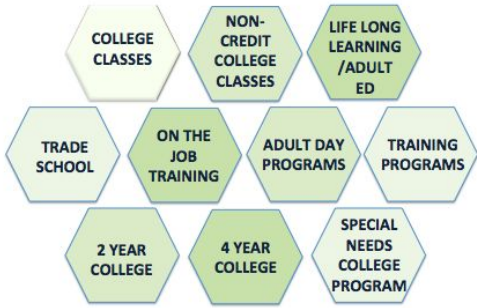 COLLEGE
CLASSES
NON-
CREDIT
COLLEGE
CLASSES
LIFE LONG
LEARNING
/ADULT
ED
TRADE
SCHOOL
ON THE
JOB
TRAINING
ADULT DAY
PROGRAMS
TRAINING
PROGRAMS
2 YEAR
COLLEGE
4 YEAR
COLLEGE
SPECIAL
NEEDS
COLLEGE
PROGRAM